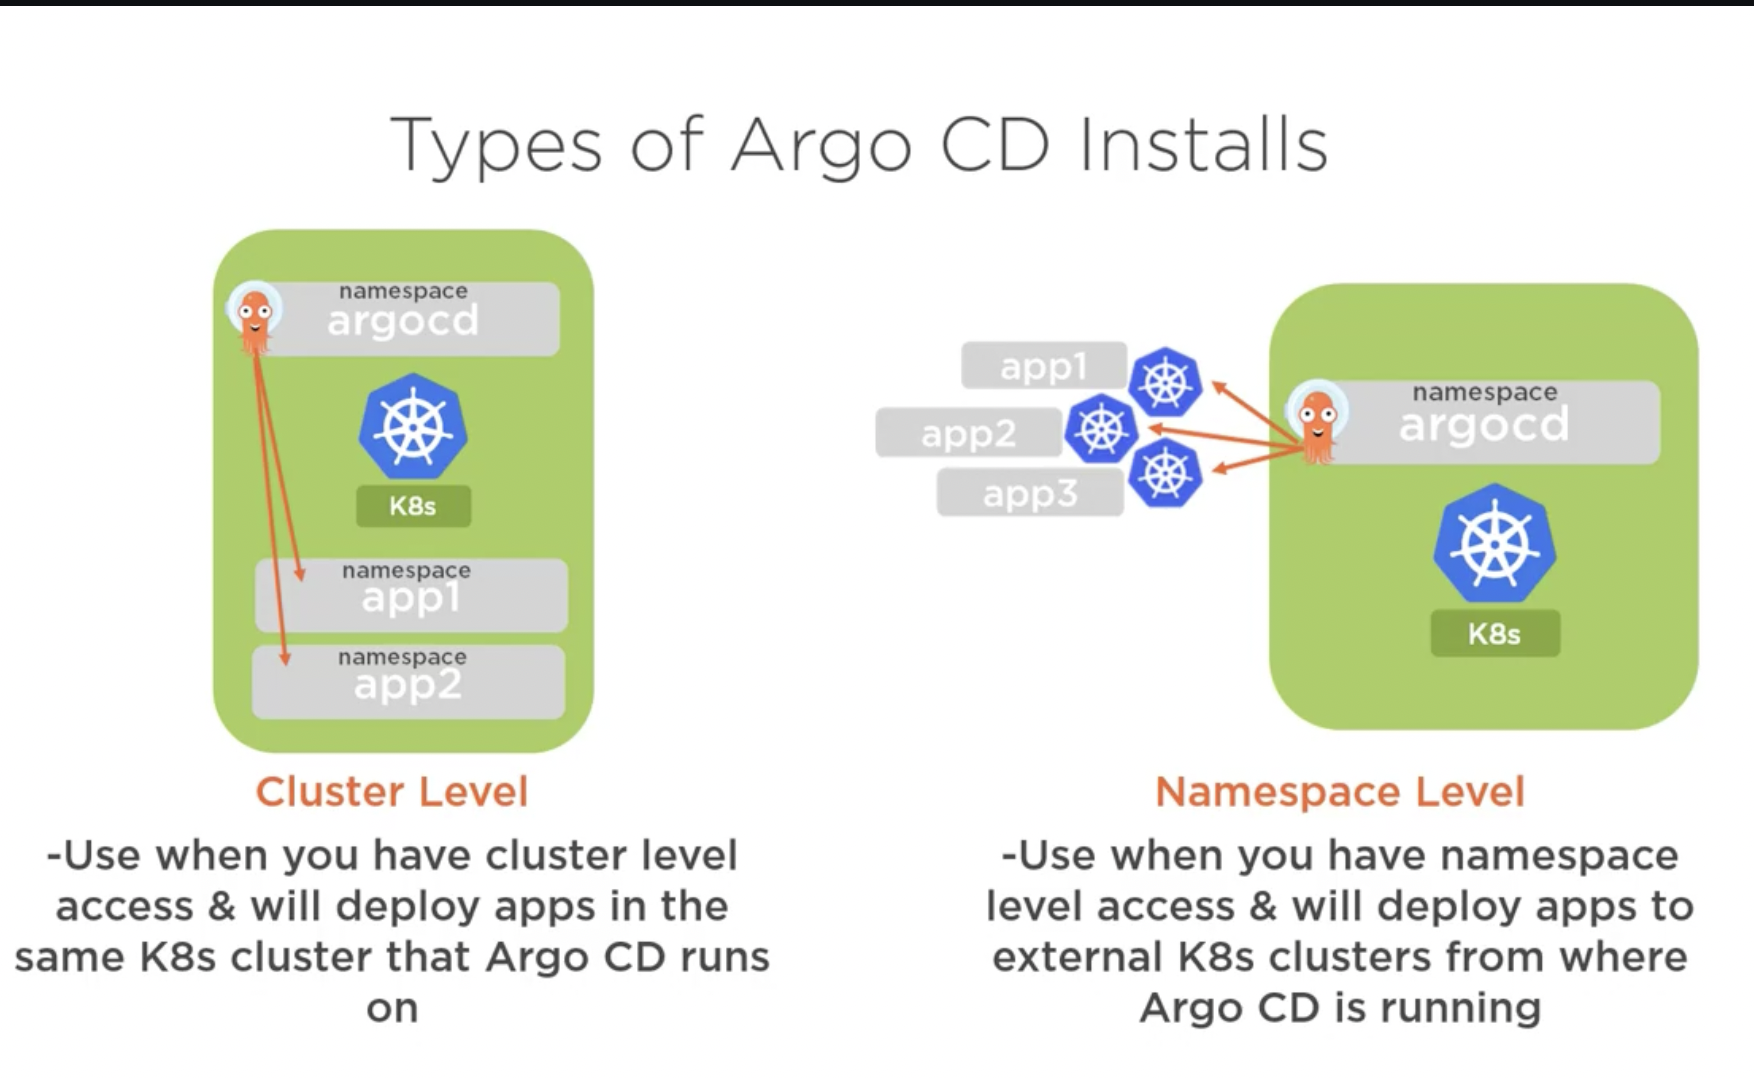 Types of Argo CD Installs
namespace
argocd
K8s
namespace
app1
namespace
app2
Cluster Level
-Use when you have cluster level
access & will deploy apps in the
same K8s cluster that Argo CD runs
on
app1
app2
app3
namespace
argocd
K8s
Namespace Level
-Use when you have namespace
level access & will deploy apps to
external K8s clusters from where
Argo CD is running